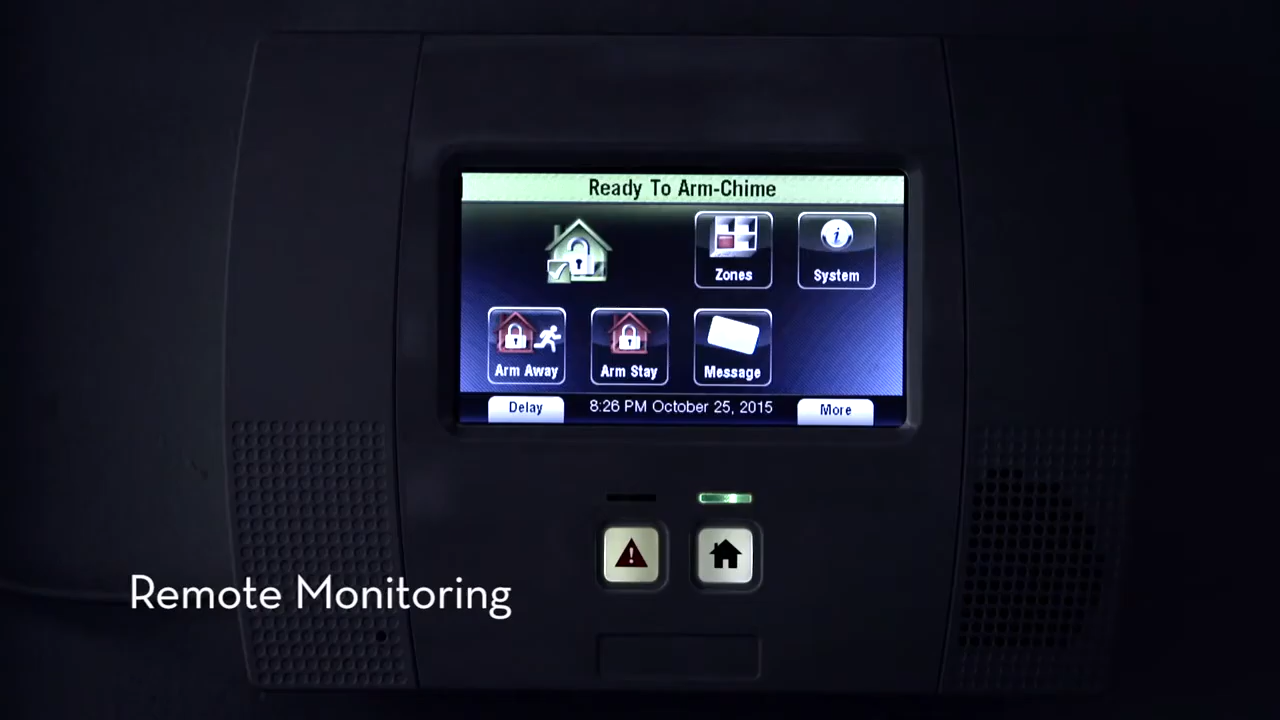 Ready To Arm-Chime
Zones
System
Arm Away
Arm Stay
Message
Delay
8:26 PM October 25, 2015
More
Remote Monitoring